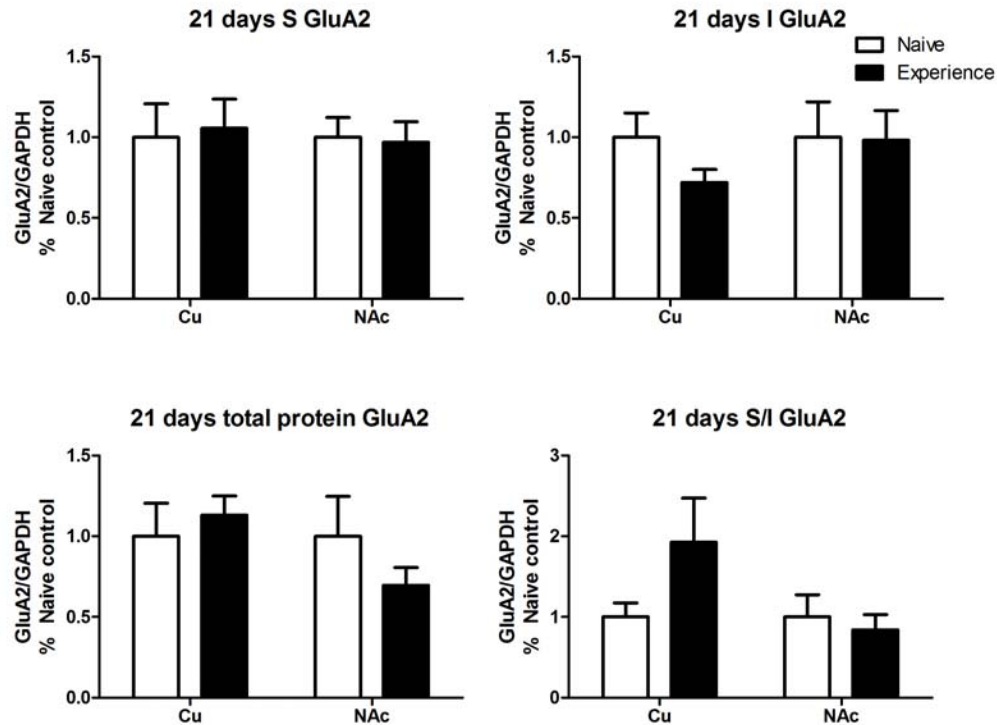 21 days S GluA2
GluA2/GAPDH
% Naive control
1.5
1.0
0.5
0.0
Cu
NAc
21 days I GluA2
Naive
Experience
GluA2/GAPDH
% Naive control
1.5
1.0
0.5
0.0
Cu
NAc
21 days total protein GluA2
GluA2/GAPDH
% Naive control
1.5
1.0
0.5
0.0
Cu
NAc
21 days S/I GluA2
GluA2/GAPDH
% Naive control
3
2
1
0
Cu
NAc